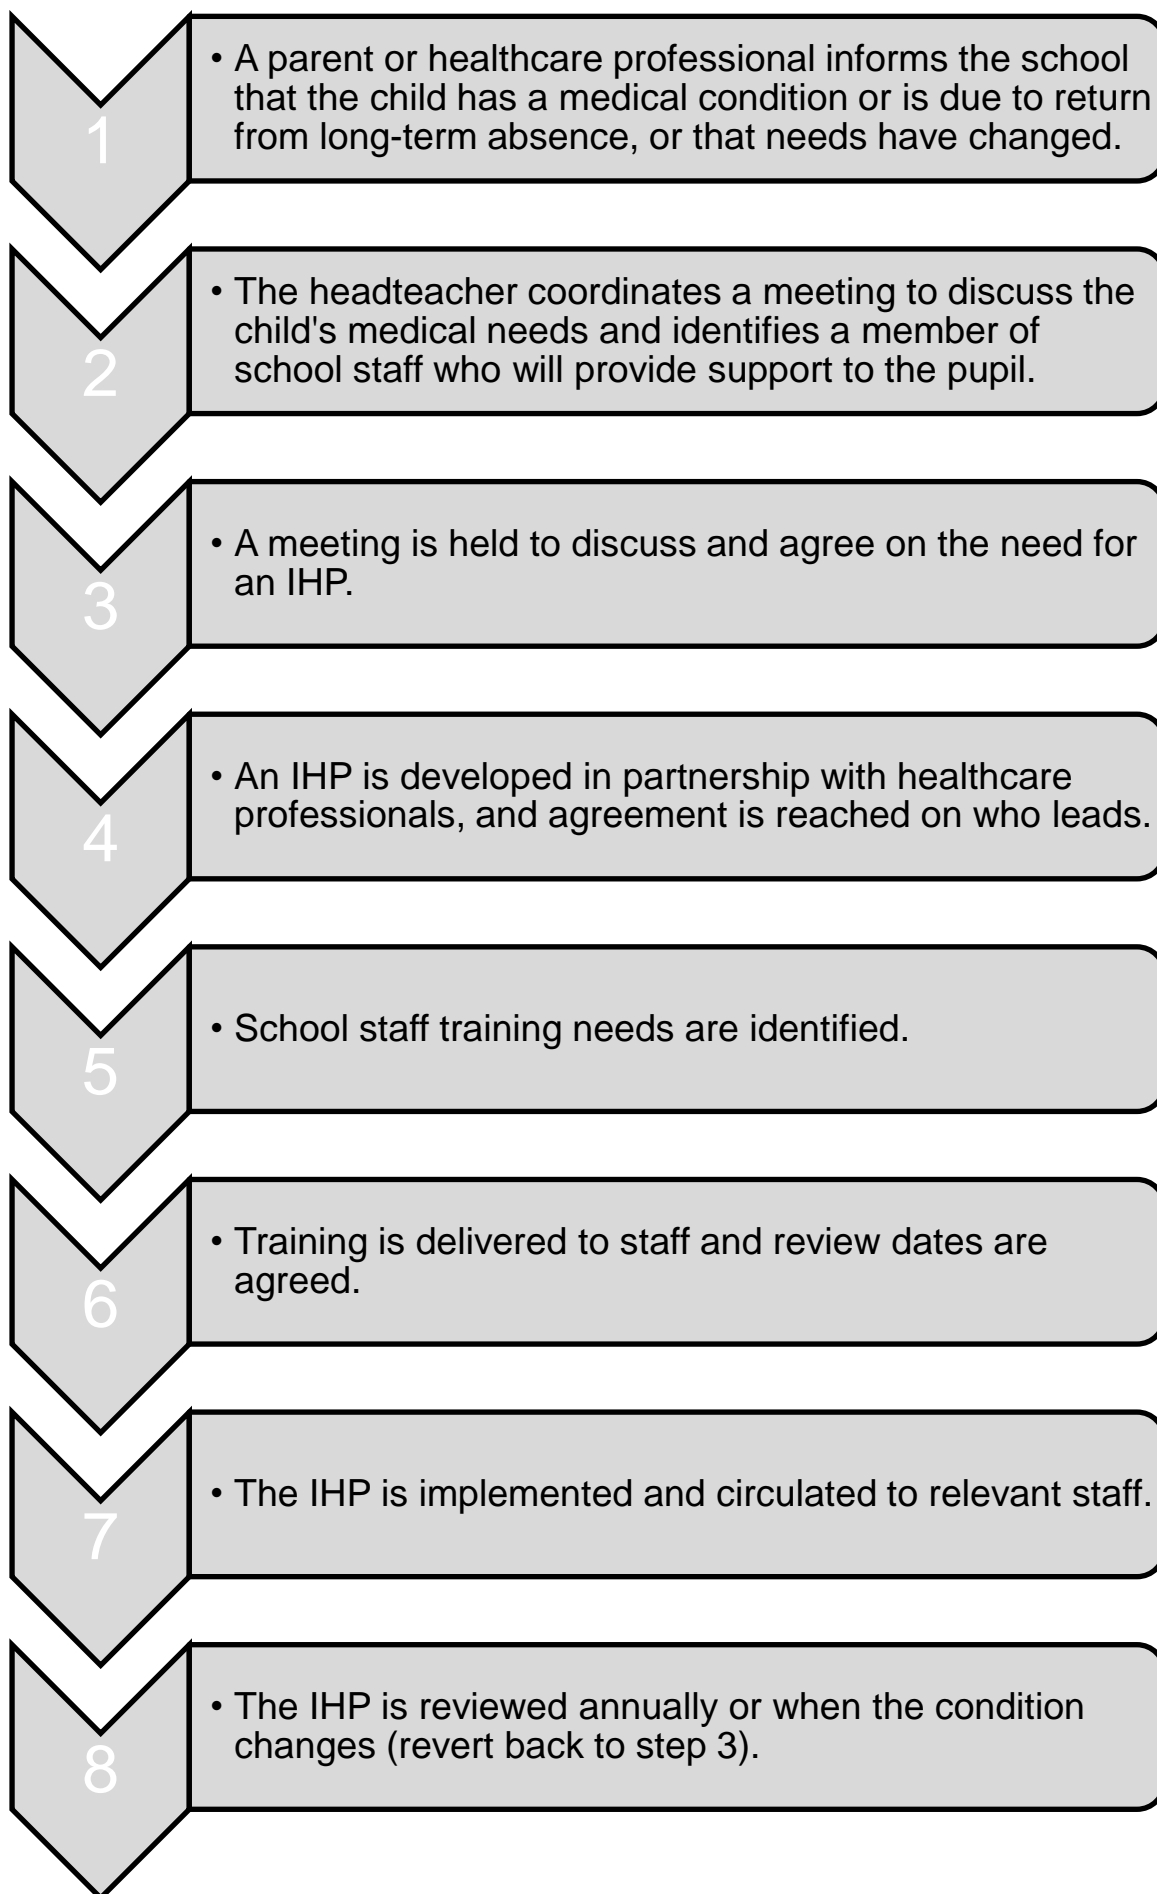 1
• A parent or healthcare professional informs the school
that the child has a medical condition or is due to return
from long-term absence, or that needs have changed.
2
• The headteacher coordinates a meeting to discuss the
child's medical needs and identifies a member of
school staff who will provide support to the pupil.
3
• A meeting is held to discuss and agree on the need for
an IHP.
4
• An IHP is developed in partnership with healthcare
professionals, and agreement is reached on who leads.
5
• School staff training needs are identified.
6
• Training is delivered to staff and review dates are
agreed.
7
• The IHP is implemented and circulated to relevant staff.
8
• The IHP is reviewed annually or when the condition
changes (revert back to step 3).